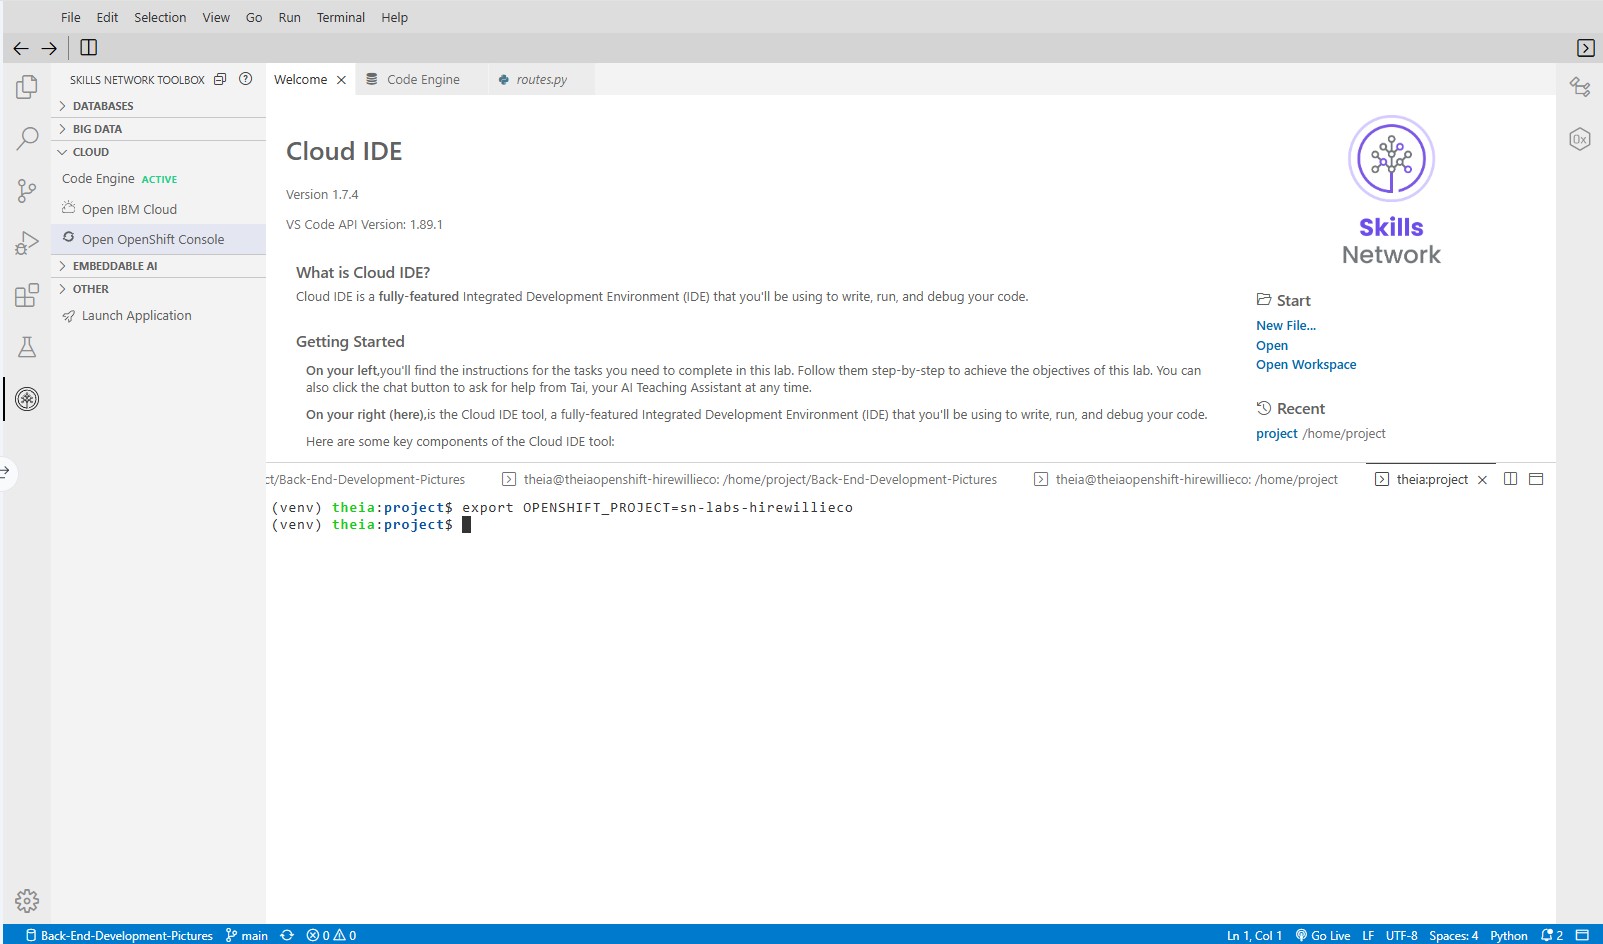 File Edit Selection View Go Run Terminal Help
SKILLS NETWORK TOOLBOX
DATABASES
BIG DATA
CLOUD
Code Engine ACTIVE
Open IBM Cloud
Open OpenShift Console
EMBEDDABLE AI
OTHER
Launch Application
Welcome Code Engine routes.py
Cloud IDE
Version 1.7.4
VS Code API Version: 1.89.1
What is Cloud IDE?
Cloud IDE is a fully-featured Integrated Development Environment (IDE) that you'll be using to write, run, and debug your code.
Getting Started
On your left,you'll find the instructions for the tasks you need to complete in this lab. Follow them step-by-step to achieve the objectives of this lab. You can
also click the chat button to ask for help from Tai, your AI Teaching Assistant at any time.
On your right (here),is the Cloud IDE tool, a fully-featured Integrated Development Environment (IDE) that you'll be using to write, run, and debug your code.
Here are some key components of the Cloud IDE tool:
Skills
Network
Start
New File...
Open
Open Workspace
Recent
project /home/project
0x
ct/Back-End-Development-Pictures theia@theiaopenshift-hirewillieco: /home/project/Back-End-Development-Pictures theia@theiaopenshift-hirewillieco: /home/project theia:project
(venv) theia:project$ export OPENSHIFT_PROJECT=sn-labs-hirewillieco
(venv) theia:project$
Back-End-Development-Pictures main 0 0 Ln 1, Col 1 Go Live LF UTF-8 Spaces: 4 Python 2